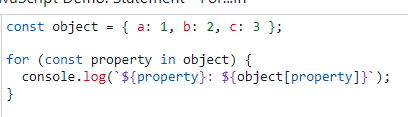 const object = { a: 1, b: 2, c: 3 };
for (const property in object) {
  console.log(`${property}: ${object[property]}`);
}